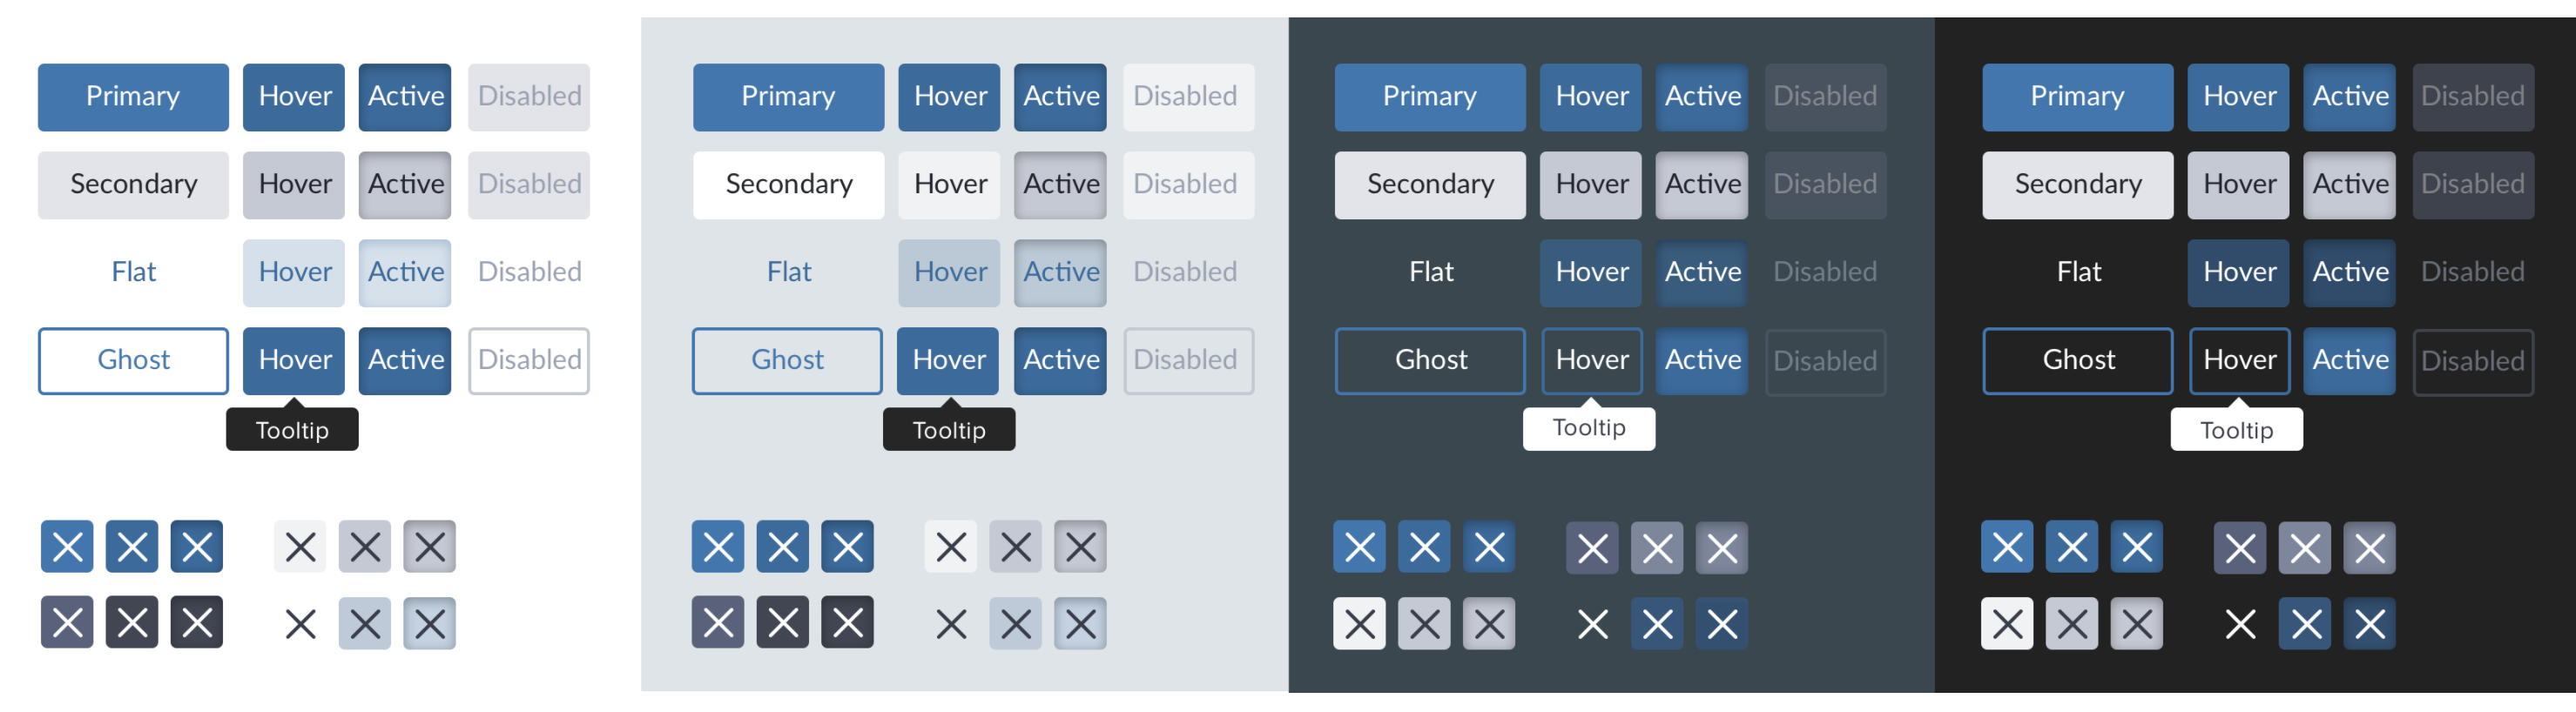 Primary Hover Active Disabled
Secondary Hover Active Disabled
Flat Hover Active Disabled
Ghost Hover Active Disabled
Tooltip
Primary Hover Active Disabled
Secondary Hover Active Disabled
Flat Hover Active Disabled
Ghost Hover Active Disabled
Tooltip
Primary Hover Active Disabled
Secondary Hover Active Disabled
Flat Hover Active Disabled
Ghost Hover Active Disabled
Tooltip
Primary Hover Active Disabled
Secondary Hover Active Disabled
Flat Hover Active Disabled
Ghost Hover Active Disabled
Tooltip